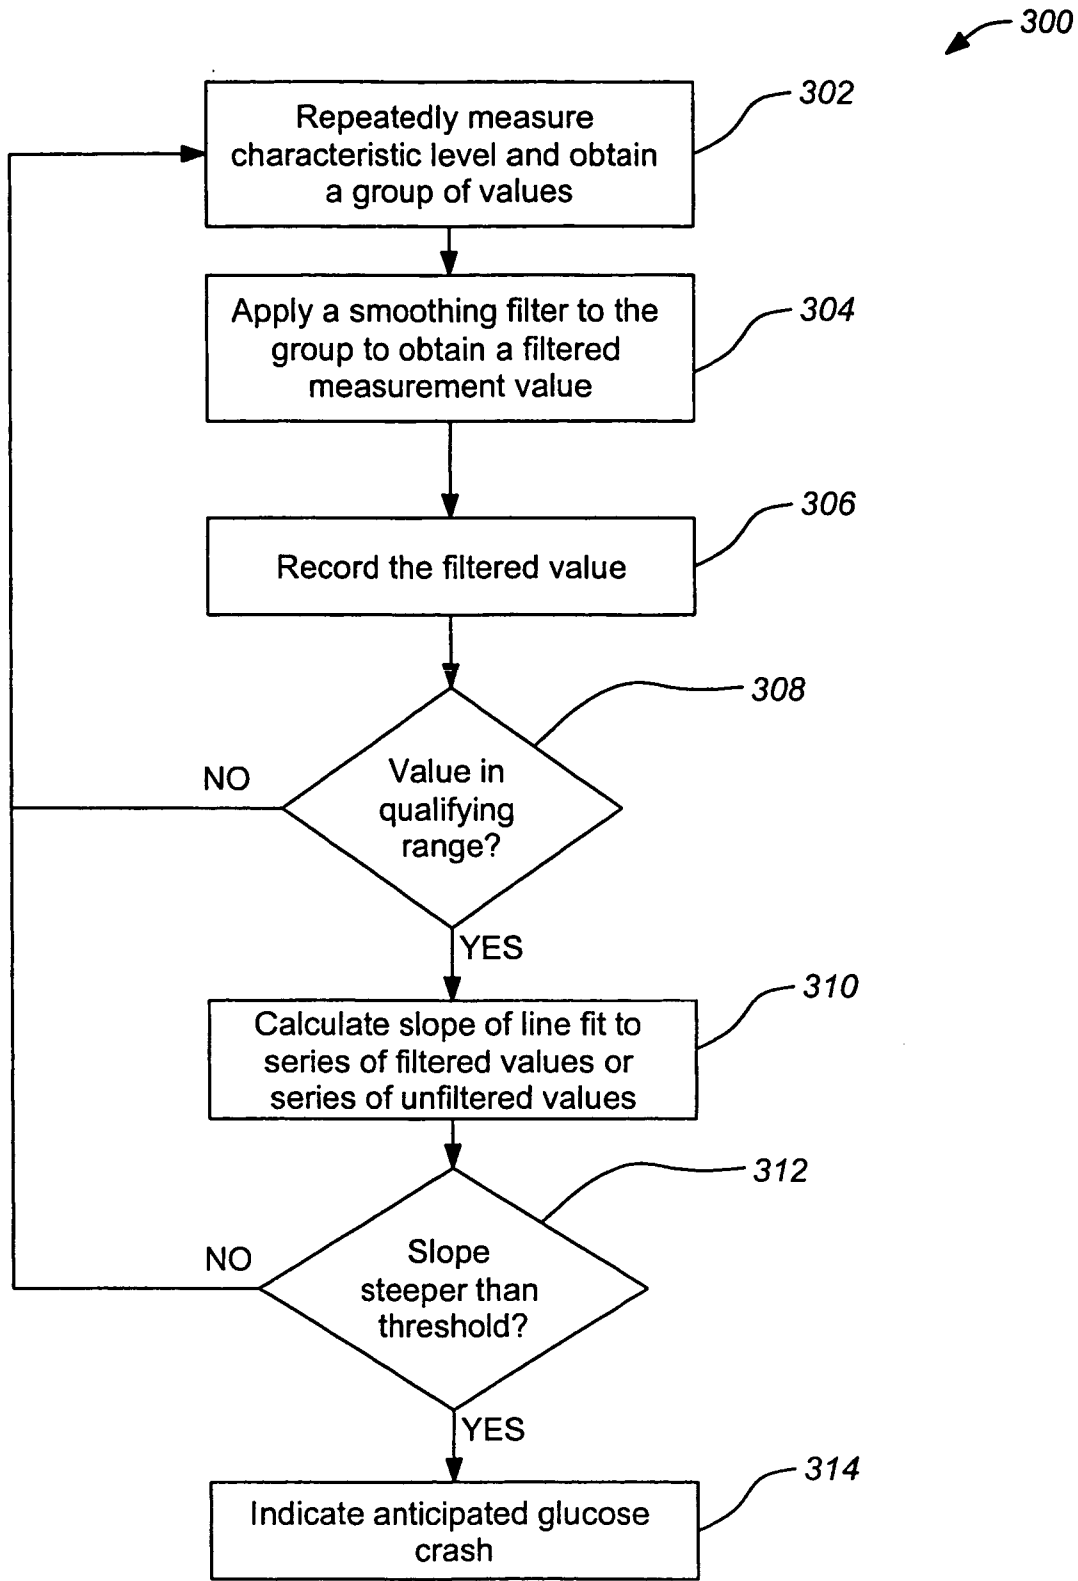 300
Repeatedly measure
characteristic level and obtain
a group of values
302
Apply a smoothing filter to the
group to obtain a filtered
measurement value
304
Record the filtered value
306
Value in
qualifying
range?
308
NO
YES
Calculate slope of line fit to
series of filtered values or
series of unfiltered values
310
Slope
steeper than
threshold?
312
NO
YES
Indicate anticipated glucose
crash
314